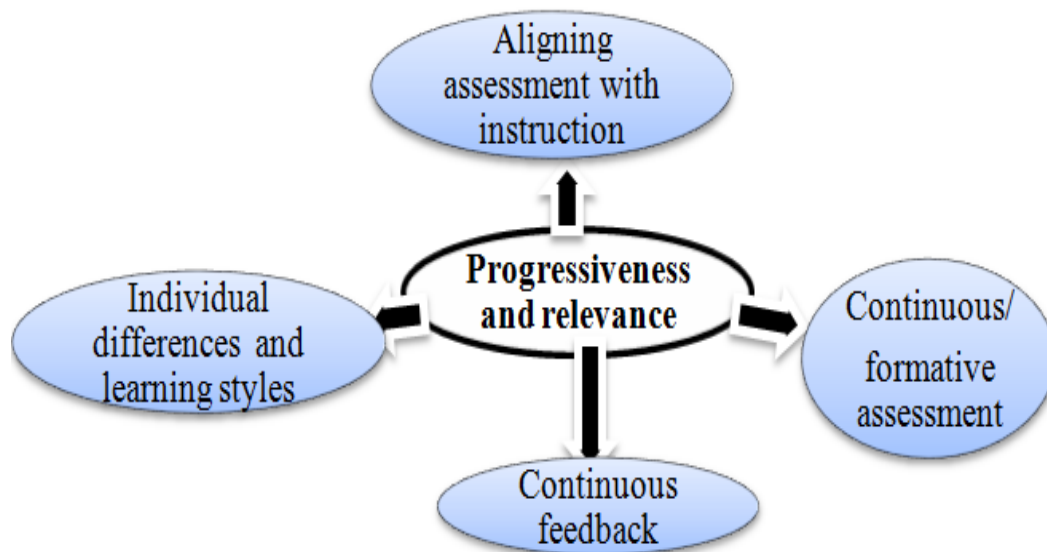 Aligning
assessment with
instruction
Progressiveness
and relevance
Individual
differences and
learning styles
Continuous/
formative
assessment
Continuous
feedback